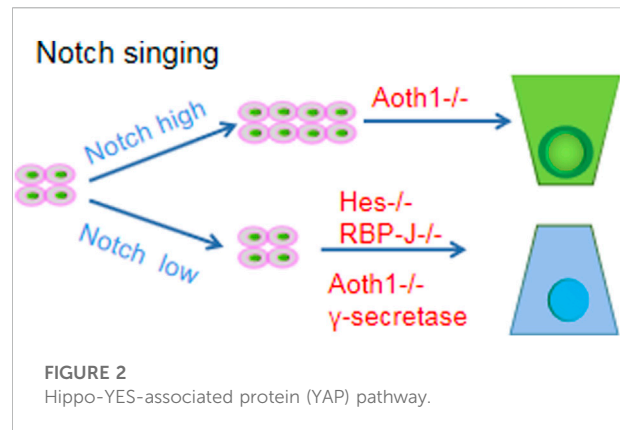 Notch singing
Notch high
Aoth1-/-
Notch low
Hes-/-
RBP-J-/-
Aoth1-/-
γ-secretase
FIGURE 2
Hippo-YES-associated protein (YAP) pathway.